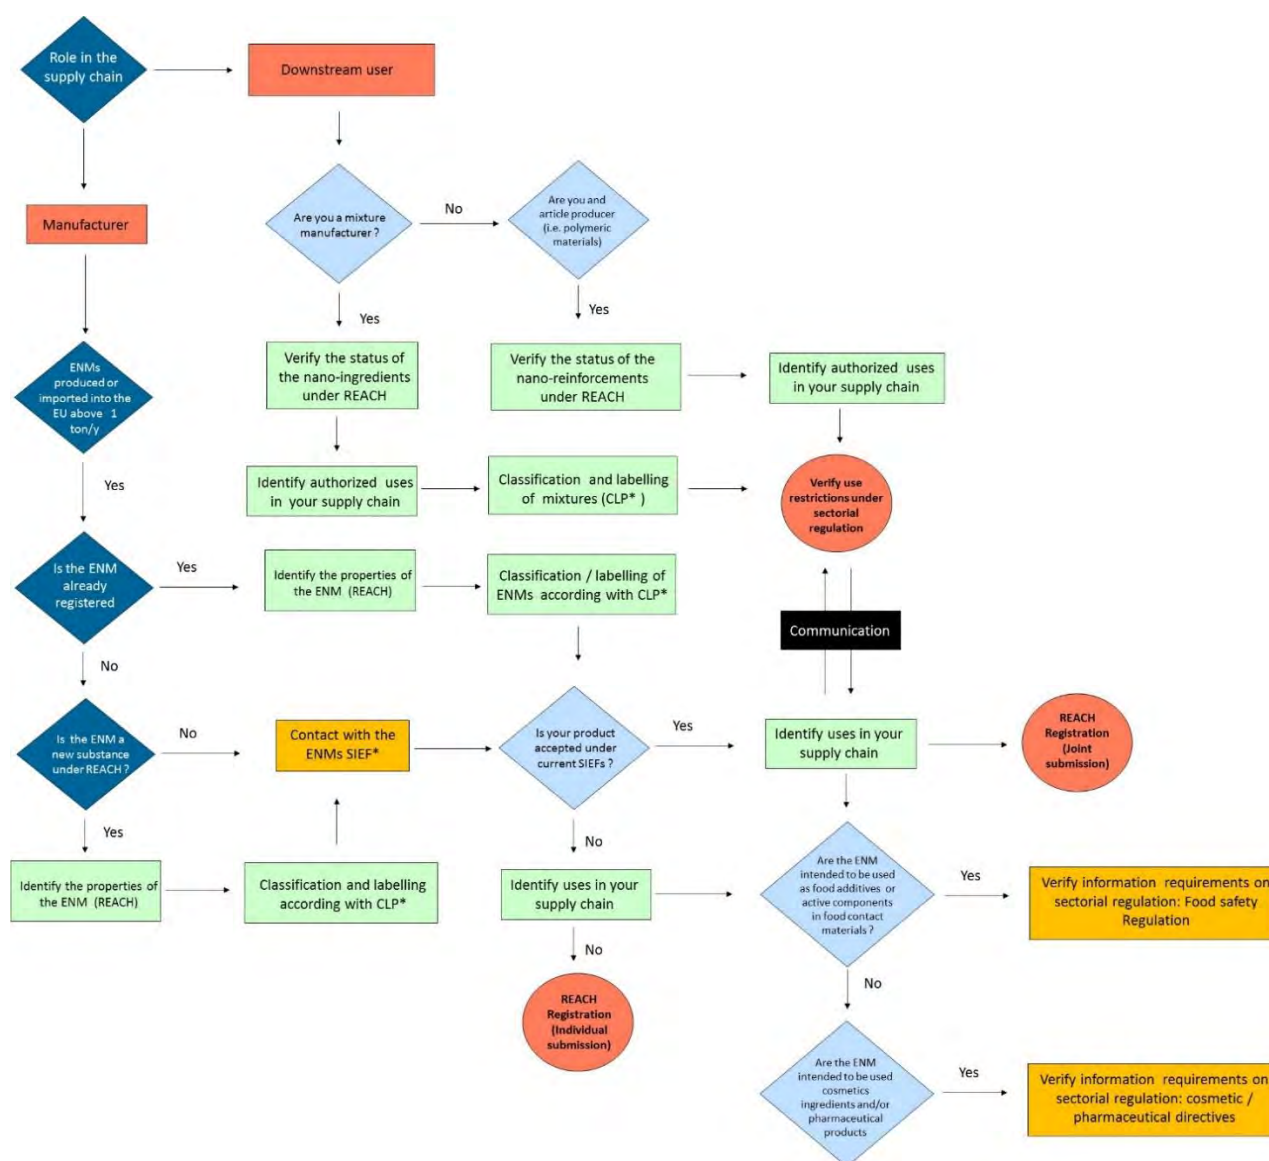 Role in the
supply chain
Downstream user
Manufacturer
Are you a mixture
manufacturer ?
No
Are you and
article producer
(i.e. polymeric
materials)
Yes
Yes
ENMs
produced or
imported into the
EU above 1
ton/y
Verify the status of
the nano-ingredients
under REACH
Verify the status of the
nano-reinforcements
under REACH
Identify authorized uses
in your supply chain
Yes
Identify authorized uses
in your supply chain
Classification and labelling
of mixtures (CLP* )
Verify use
restrictions under
sectorial
regulation
Is the ENM
already
registered
Yes
Identify the properties of
the ENM (REACH)
Classification / labelling of
ENMs according with CLP*
Communication
No
Is the ENM a
new substance
under REACH ?
No
Contact with the
ENMs SIEF*
Is your product
accepted under
current SIEFs ?
Yes
Identify uses in your
supply chain
REACH
Registration
(Joint
submission)
Yes
No
Identify the properties of
the ENM (REACH)
Classification and labelling
according with CLP*
Identify uses in your
supply chain
Are the ENM
intended to be used
as food additives or
active components
in food contact
materials ?
Yes
Verify information requirements on
sectorial regulation: Food safety
Regulation
No
REACH
Registration
(Individual
submission)
No
Are the ENM
intended to be used
cosmetics
ingredients and/or
pharmaceutical
products
Yes
Verify information requirements on
sectorial regulation: cosmetic /
pharmaceutical directives